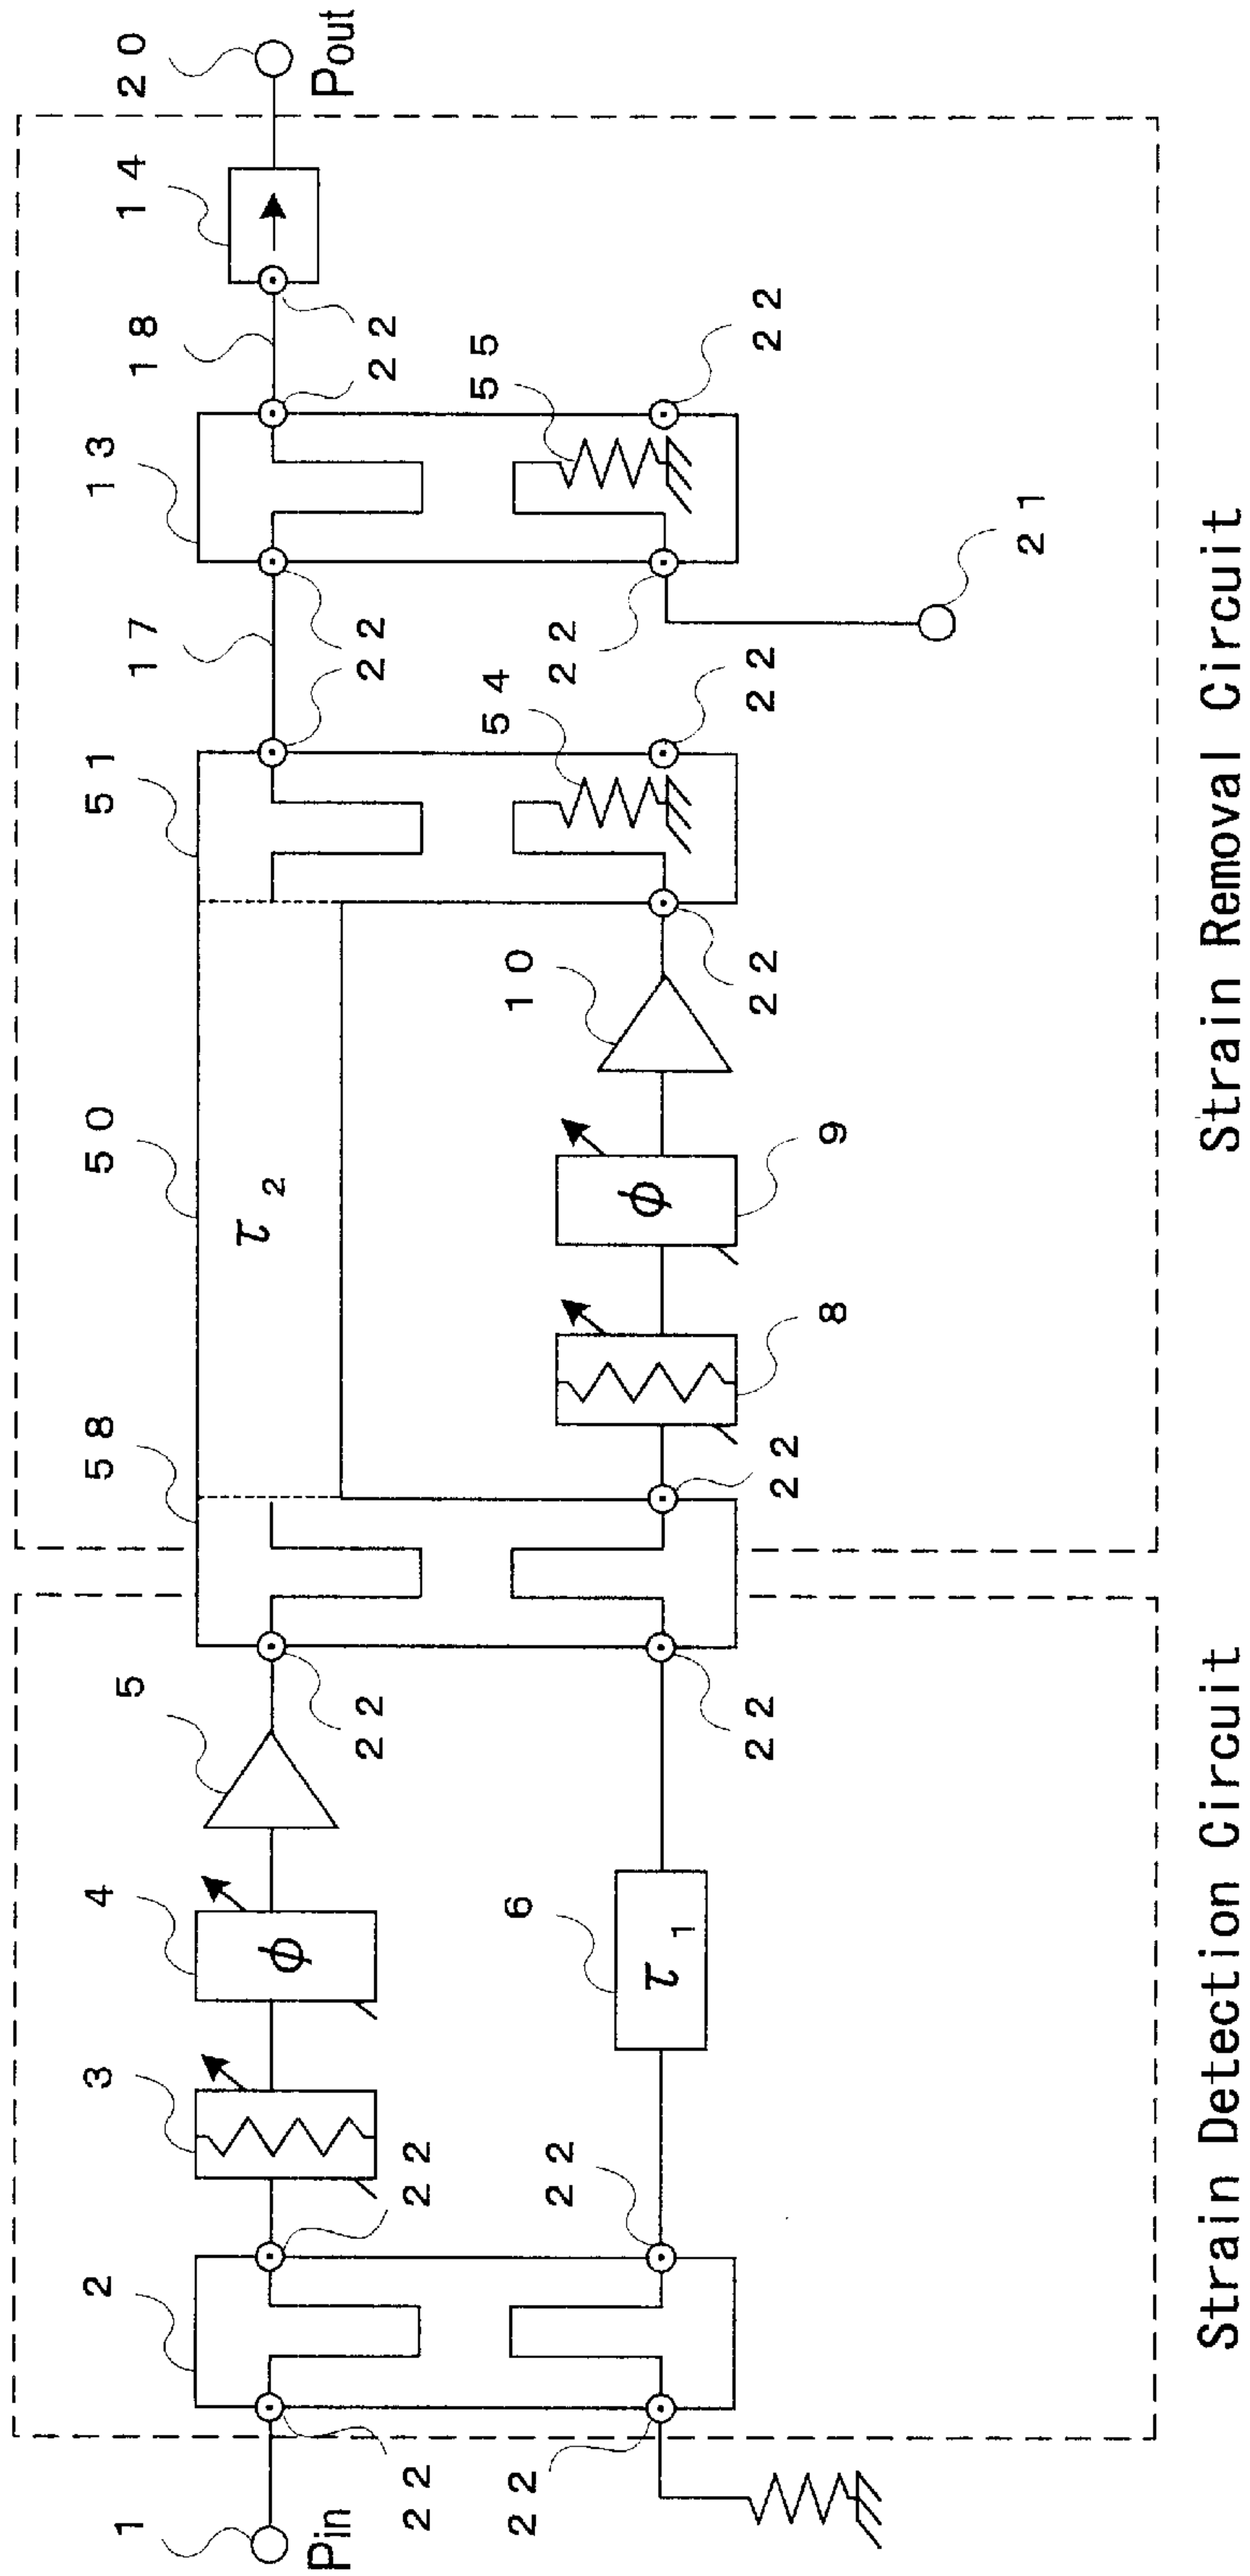 2 3 4 58 50 51 13
1 5 17 18 14 20
τ2
ϕ
Pin Pout
22 22 22 22 22
22 22 6 10 54 22 55
τ1 ϕ
22 22 22 22 22
8 9
21
Strain Detection Circuit
Strain Removal Circuit